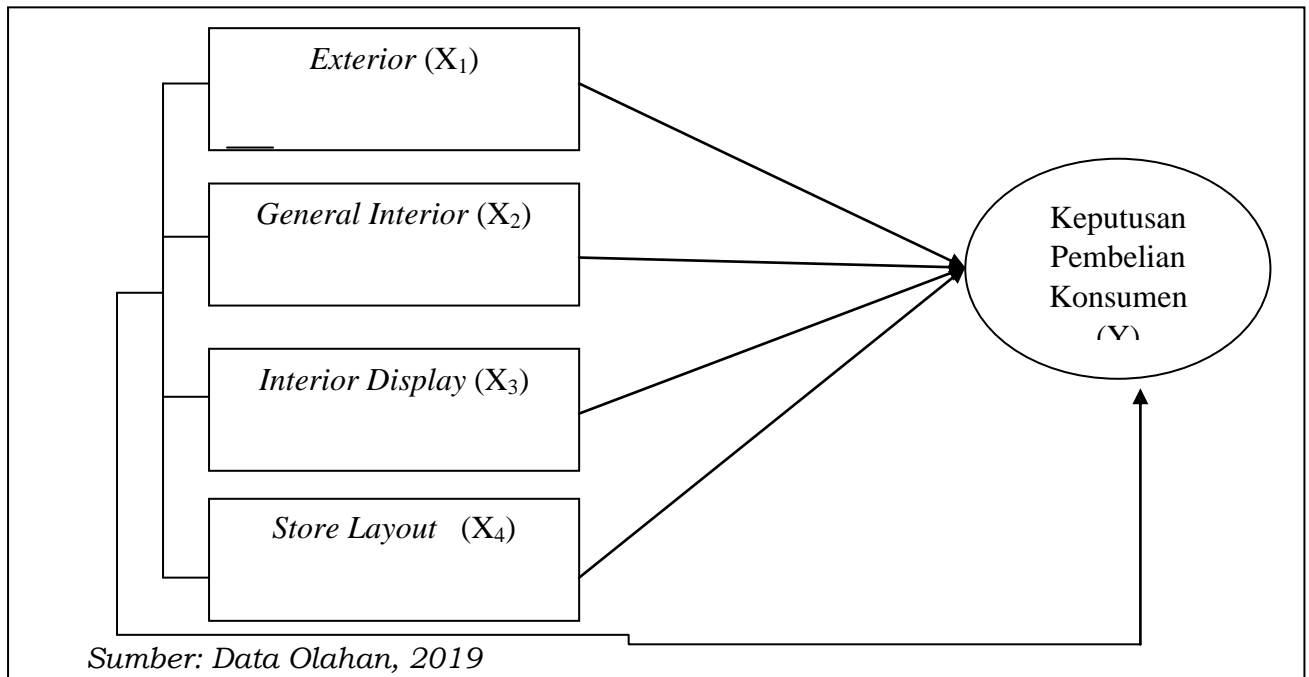 Exterior (X₁)
General Interior (X₂)
Interior Display (X₃)
Store Layout (X₄)
Keputusan
Pembelian
Konsumen
(Y)
Sumber: Data Olahan, 2019